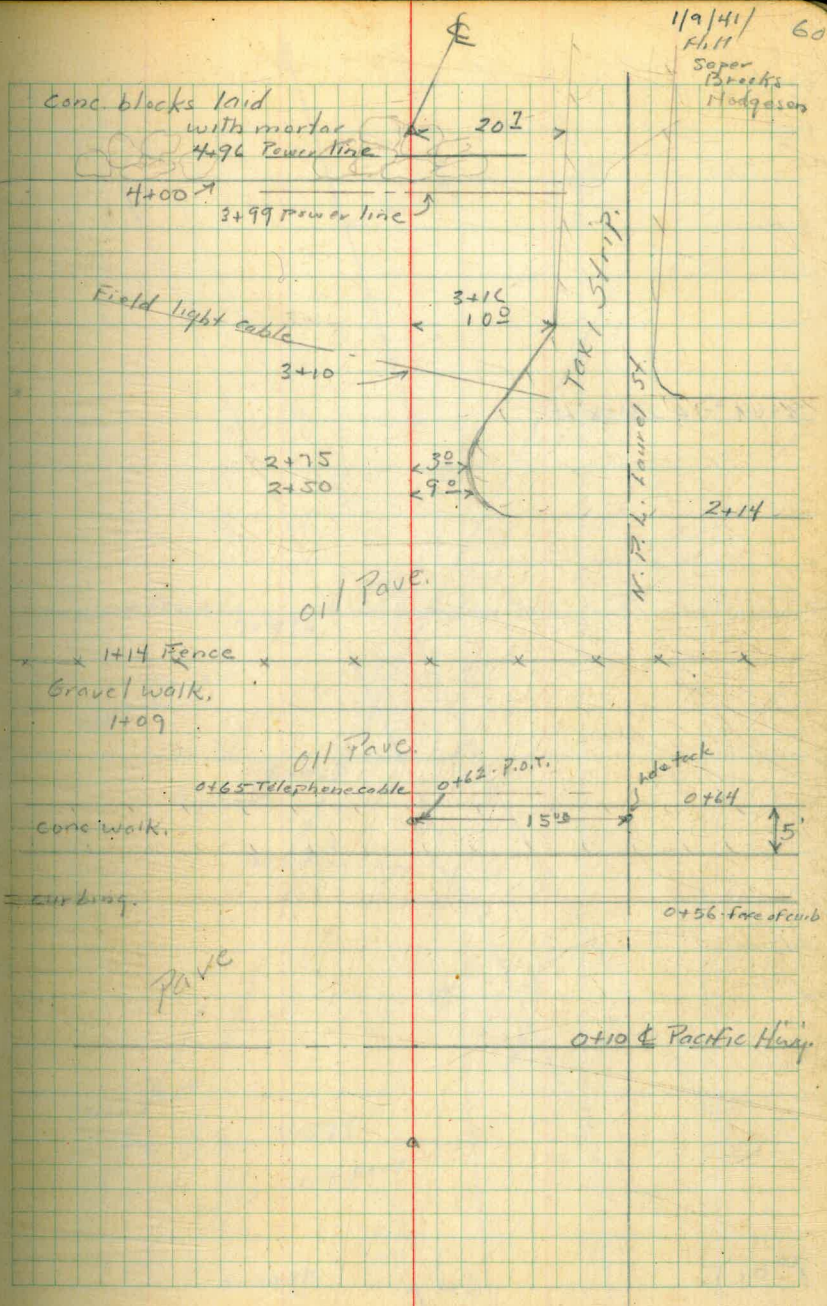 1/9/41
60
Hill
Soper
Brooks
Hodgeson
℄
Conc. blocks laid
with mortar
20 1
4+96 Power line
4+00
3+99 power line
Taxi Strip.
Field light cable
3+16
10 0
3+10
N.P.L. Laurel St.
2+75
3 0
2+50
9 0
2+14
Oil Pave.
1+14 Fence
Gravel walk.
1+09
Oil Pave.
0+65 Telephone cable
0+62 - P.O.T.
0+64
15
5'
conc walk.
curbing.
0+56 - face of curb
Pave
0+10 ℄ Pacific Hiwy.